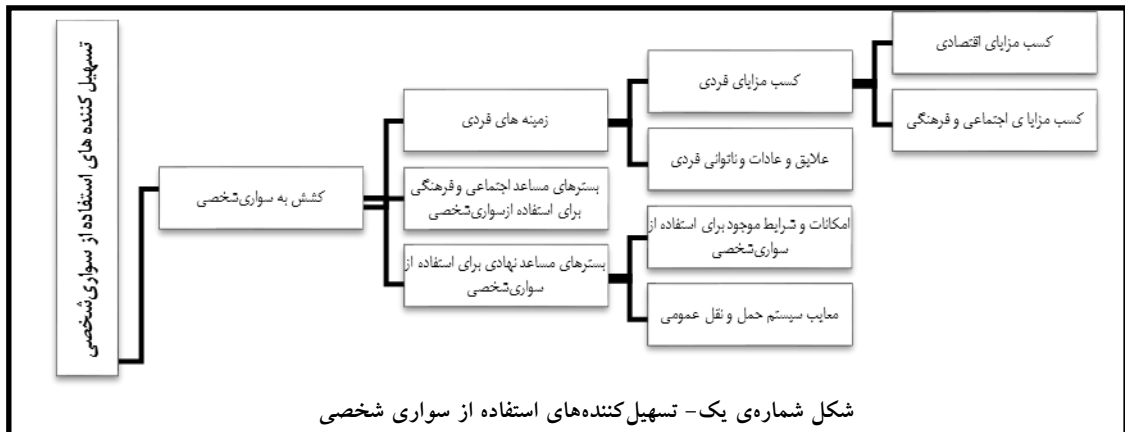 تسهیل کننده های استفاده از سواری‌شخصی
کشش به سواری‌شخصی
زمینه های فردی
بسترهای مساعد اجتماعی و فرهنگی
برای استفاده ازسواری‌شخصی
بسترهای مساعد نهادی برای استفاده از
سواری‌شخصی
کسب مزایای فردی
علایق و عادات و ناتوانی فردی
امکانات و شرایط موجود برای استفاده از
سواری‌شخصی
معایب سیستم حمل و نقل عمومی
کسب مزایای اقتصادی
کسب مزایا ی اجتماعی و فرهنگی
شکل شماره‌ی یک- تسهیل‌کننده‌های استفاده از سواری شخصی